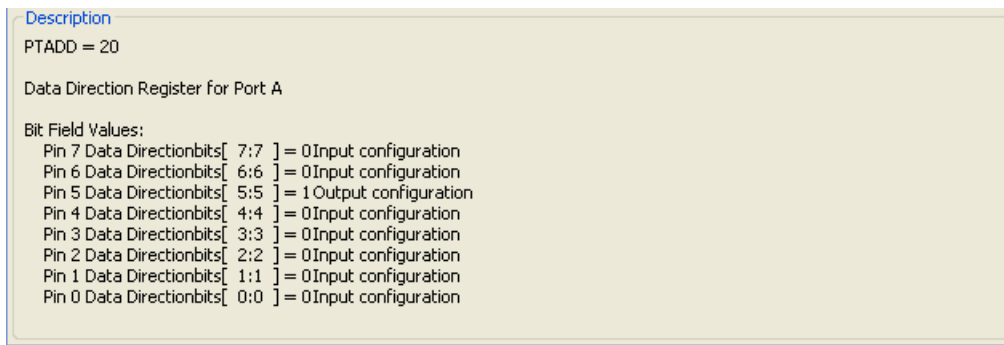 Description
PTADD = 20
Data Direction Register for Port A
Bit Field Values:
Pin 7 Data Directionbits[ 7:7 ] = 0Input configuration
Pin 6 Data Directionbits[ 6:6 ] = 0Input configuration
Pin 5 Data Directionbits[ 5:5 ] = 1Output configuration
Pin 4 Data Directionbits[ 4:4 ] = 0Input configuration
Pin 3 Data Directionbits[ 3:3 ] = 0Input configuration
Pin 2 Data Directionbits[ 2:2 ] = 0Input configuration
Pin 1 Data Directionbits[ 1:1 ] = 0Input configuration
Pin 0 Data Directionbits[ 0:0 ] = 0Input configuration